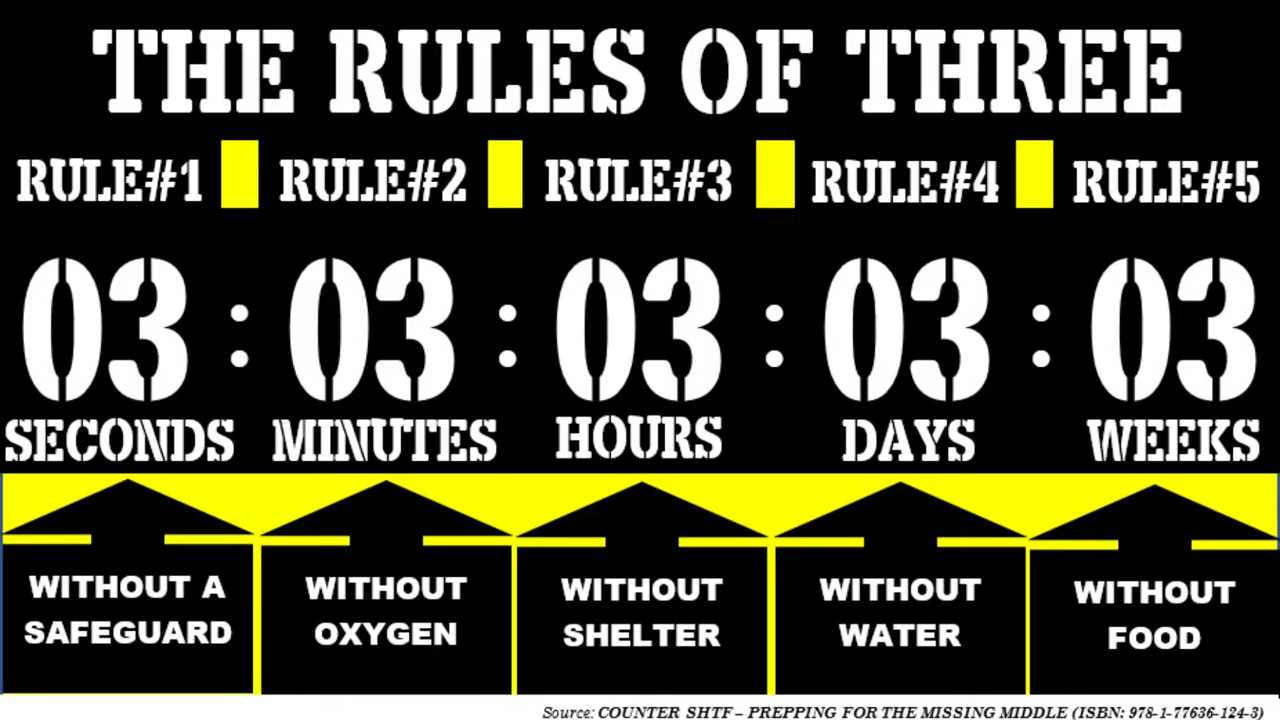 THE RULES OF THREE
RULE#1 RULE#2 RULE#3 RULE#4 RULE#5
03 : 03 : 03 : 03 : 03
SECONDS MINUTES HOURS DAYS WEEKS
WITHOUT A
SAFEGUARD
WITHOUT
OXYGEN
WITHOUT
SHELTER
WITHOUT
WATER
WITHOUT
FOOD
Source: COUNTER SHTF – PREPPING FOR THE MISSING MIDDLE (ISBN: 978-1-77636-124-3)